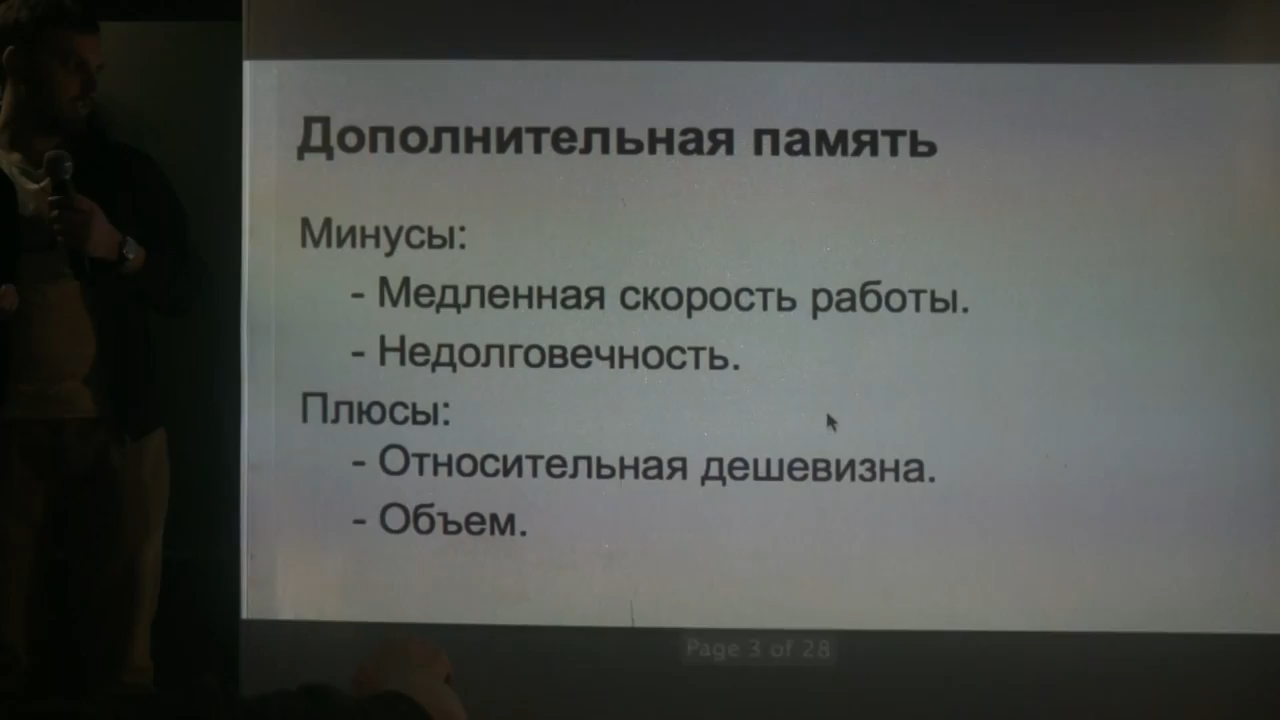 Дополнительная память
Минусы:
- Медленная скорость работы.
- Недолговечность.
Плюсы:
- Относительная дешевизна.
- Объем.
Page 3 of 28